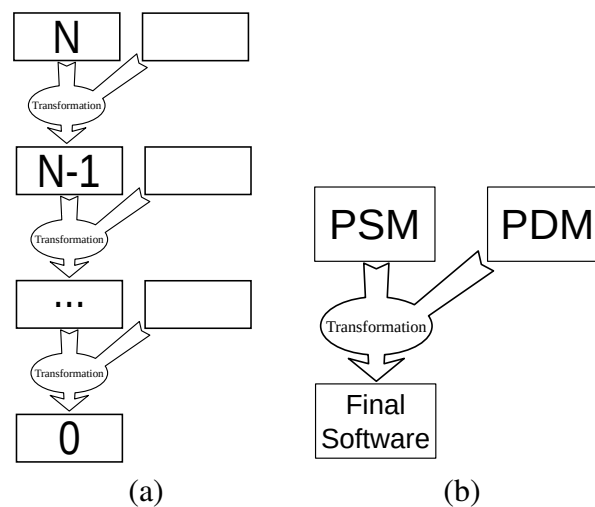 N
Transformation
N-1
Transformation
...
Transformation
0
(a)
PSM
PDM
Transformation
Final
Software
(b)